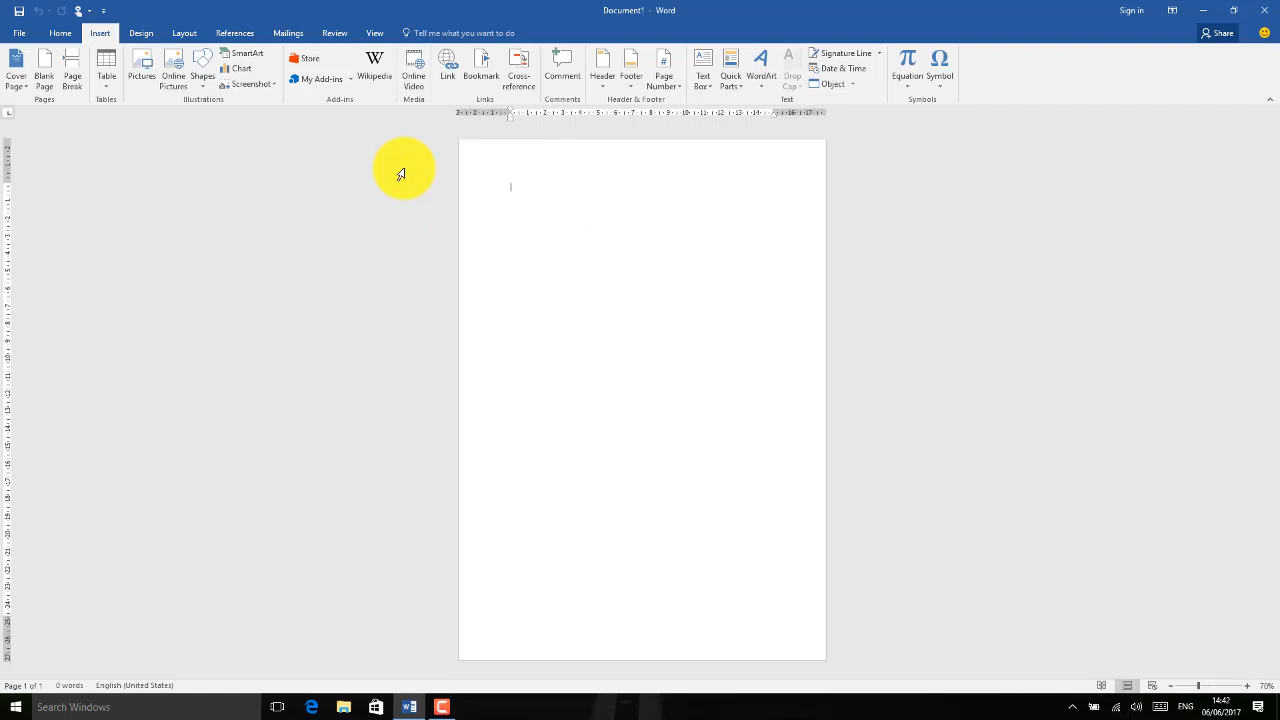 Document1 - Word
Sign in
File Home Insert Design Layout References Mailings Review View Tell me what you want to do Share
Cover Page
Blank Page
Page Break
Pages
Table
Tables
Pictures
Online Pictures
Shapes
SmartArt
Chart
Screenshot
Illustrations
Store
My Add-ins
Wikipedia
Add-ins
Online Video
Media
Link
Bookmark
Cross-reference
Links
Comment
Comments
Header
Footer
Page Number
Header & Footer
Text Box
Quick Parts
WordArt
Drop Cap
Signature Line
Date & Time
Object
Text
Equation
Symbol
Symbols
Page 1 of 1 0 words English (United States) 70%
Search Windows
ENG
14:42
06/06/2017